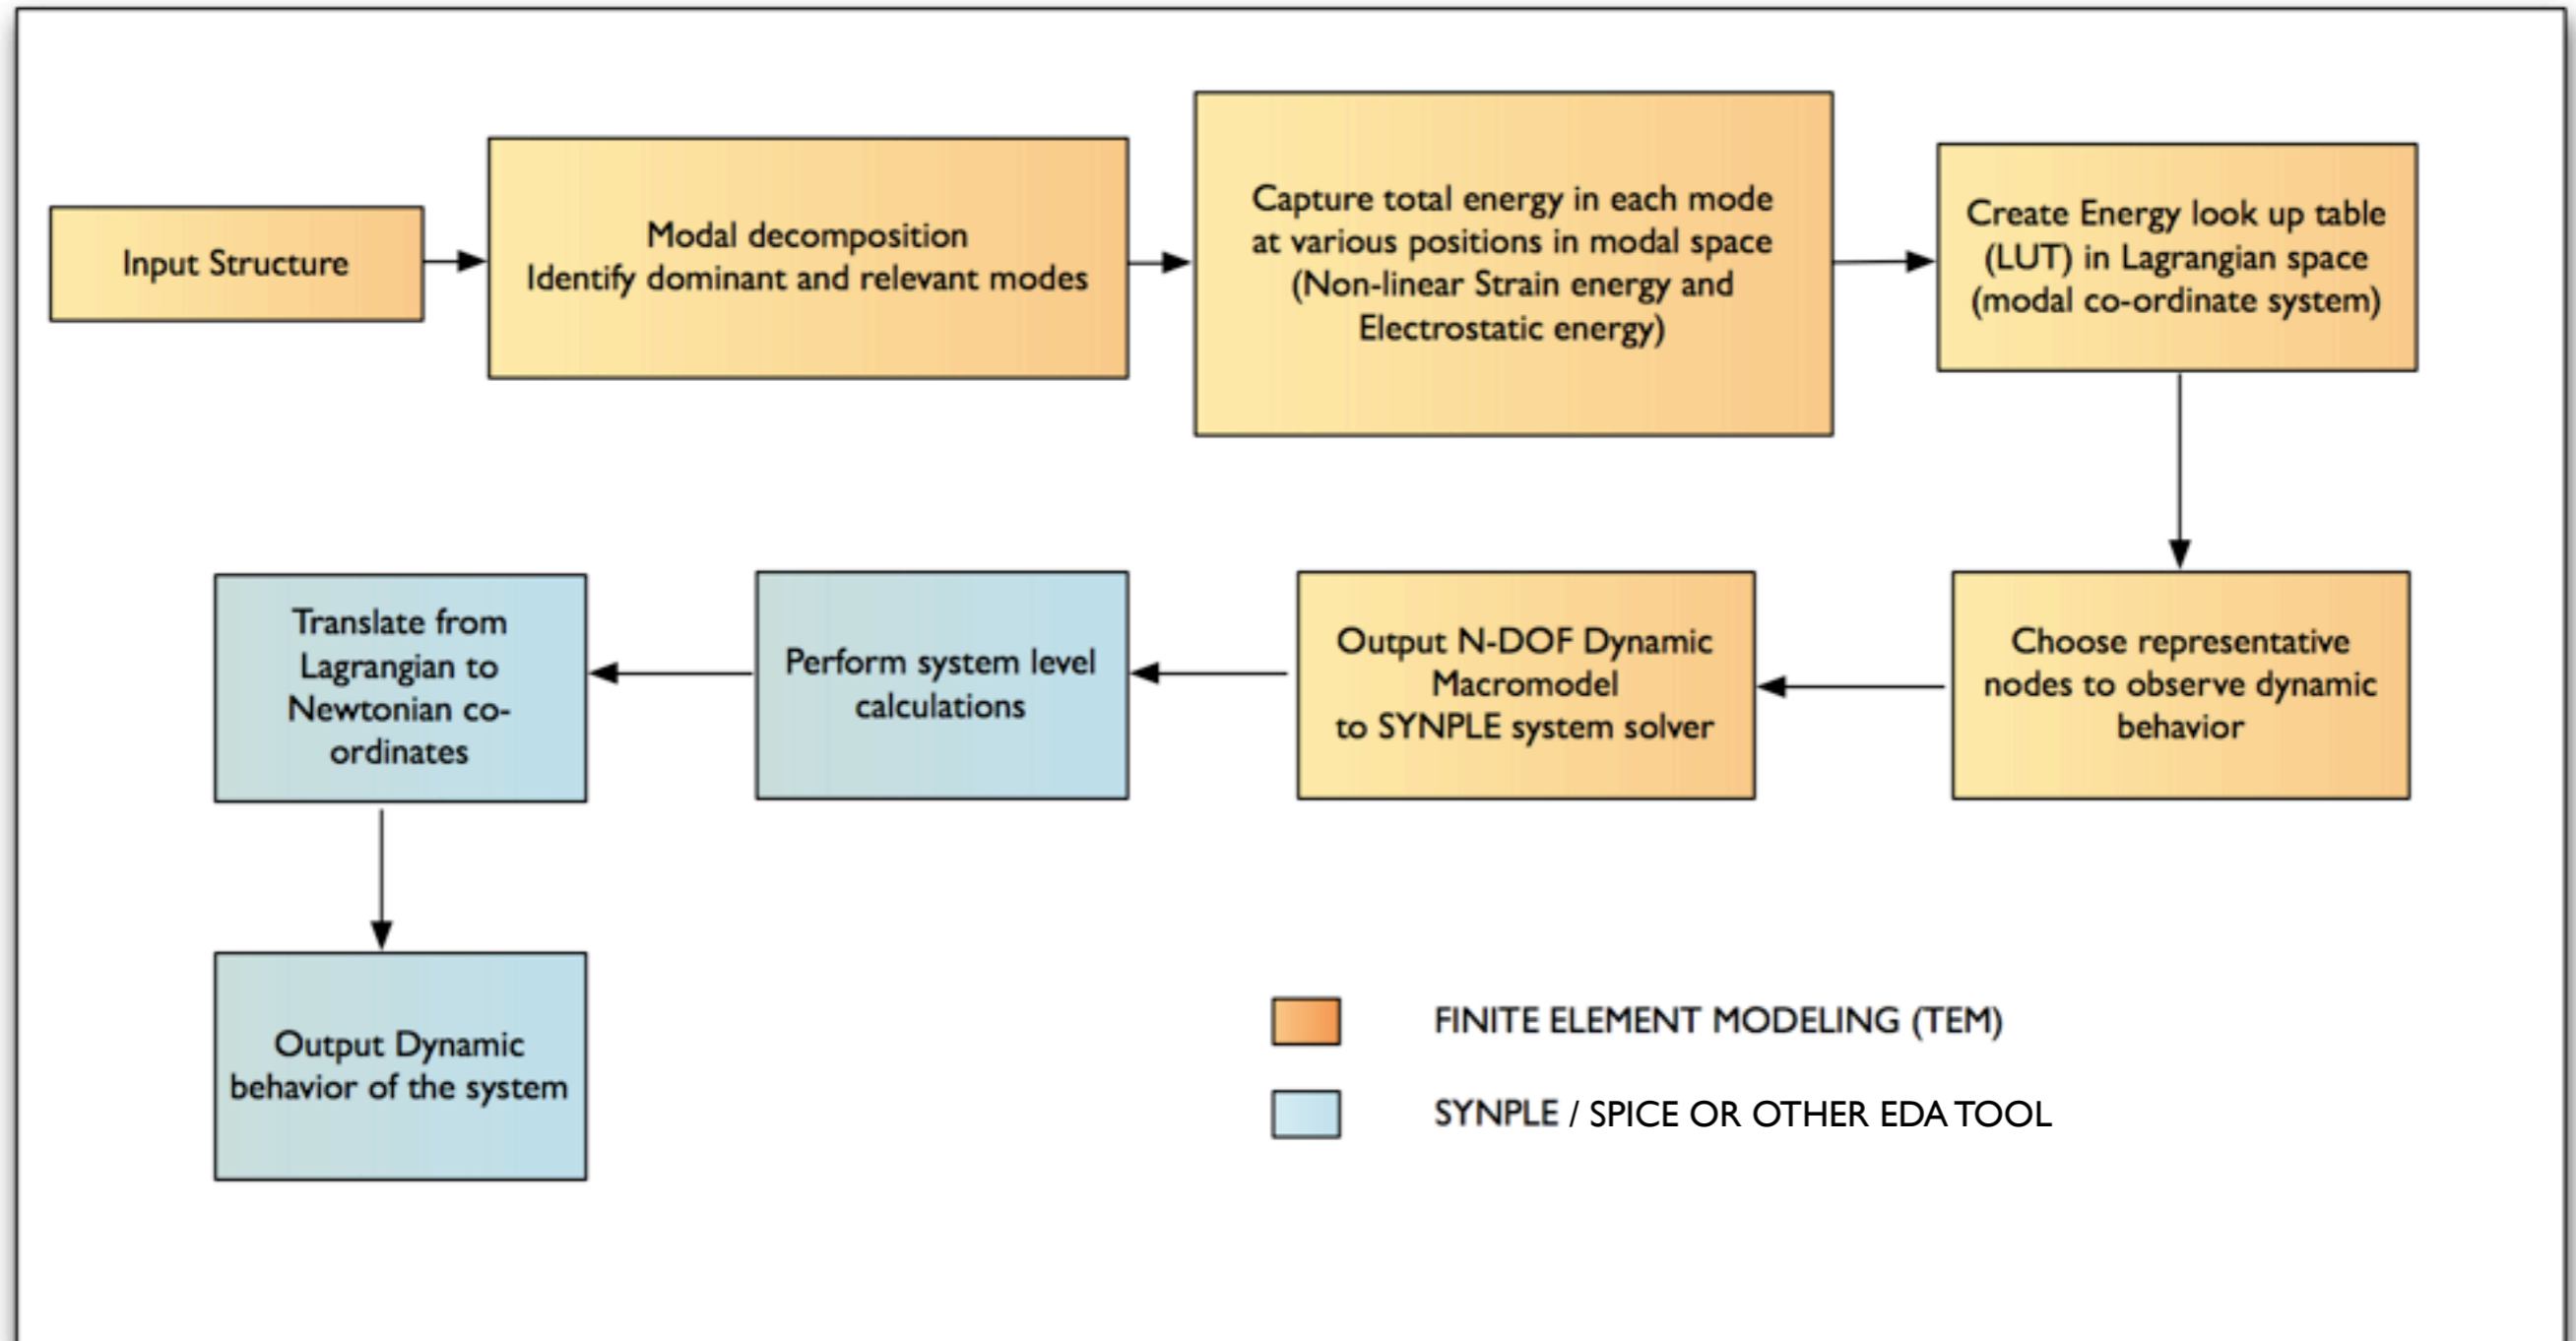 Input Structure
Modal decomposition
Identify dominant and relevant modes
Capture total energy in each mode
at various positions in modal space
(Non-linear Strain energy and
Electrostatic energy)
Create Energy look up table
(LUT) in Lagrangian space
(modal co-ordinate system)
Choose representative
nodes to observe dynamic
behavior
Output N-DOF Dynamic
Macromodel
to SYNPLE system solver
Perform system level
calculations
Translate from
Lagrangian to
Newtonian co-
ordinates
Output Dynamic
behavior of the system
FINITE ELEMENT MODELING (TEM)
SYNPLE / SPICE OR OTHER EDA TOOL